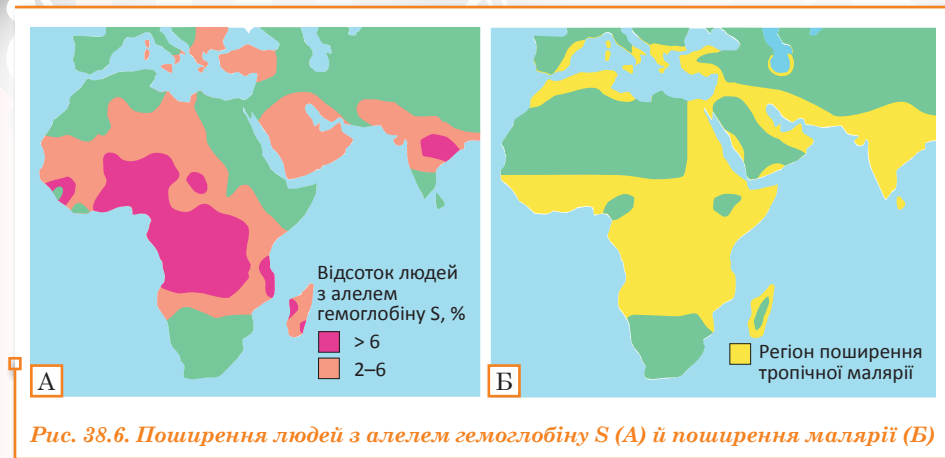 Відсоток людей
з алелем
гемоглобіну S, %
> 6
2–6
А
Регіон поширення
тропічної малярії
Б
Рис. 38.6. Поширення людей з алелем гемоглобіну S (А) й поширення малярії (Б)